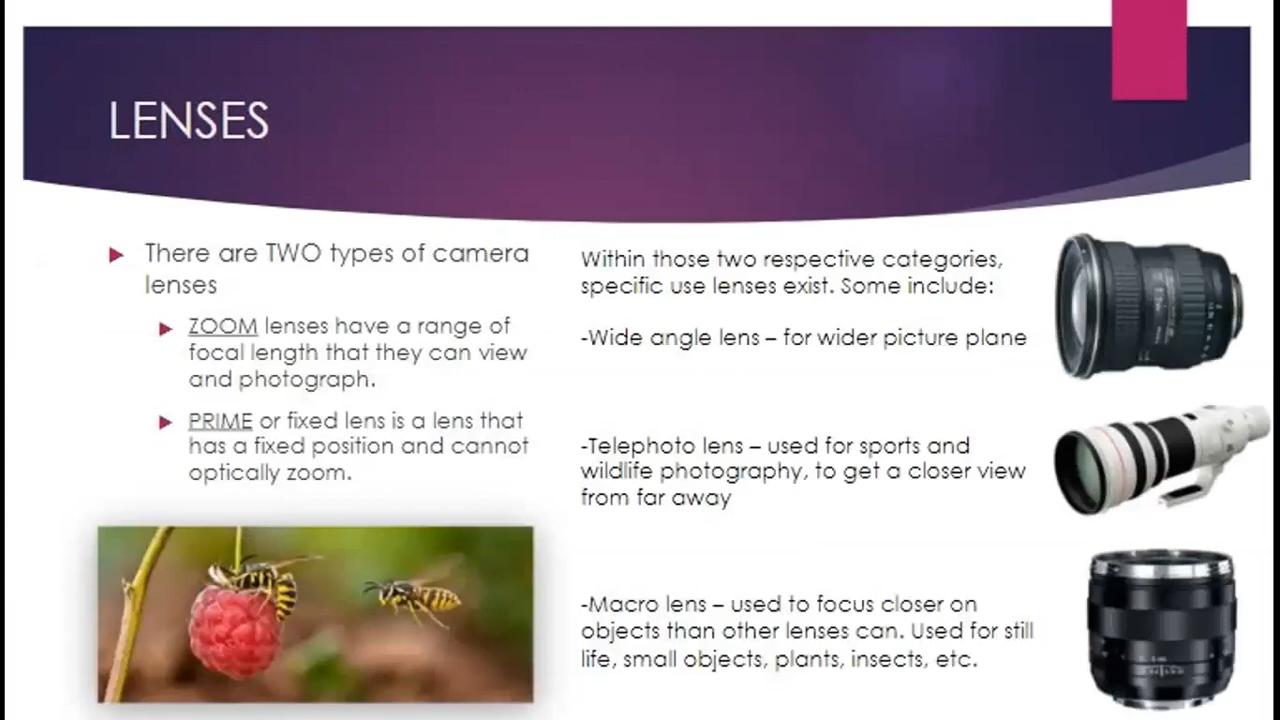 LENSES
There are TWO types of camera
lenses
ZOOM lenses have a range of
focal length that they can view
and photograph.
PRIME or fixed lens is a lens that
has a fixed position and cannot
optically zoom.
Within those two respective categories,
specific use lenses exist. Some include:
-Wide angle lens – for wider picture plane
-Telephoto lens – used for sports and
wildlife photography, to get a closer view
from far away
-Macro lens – used to focus closer on
objects than other lenses can. Used for still
life, small objects, plants, insects, etc.